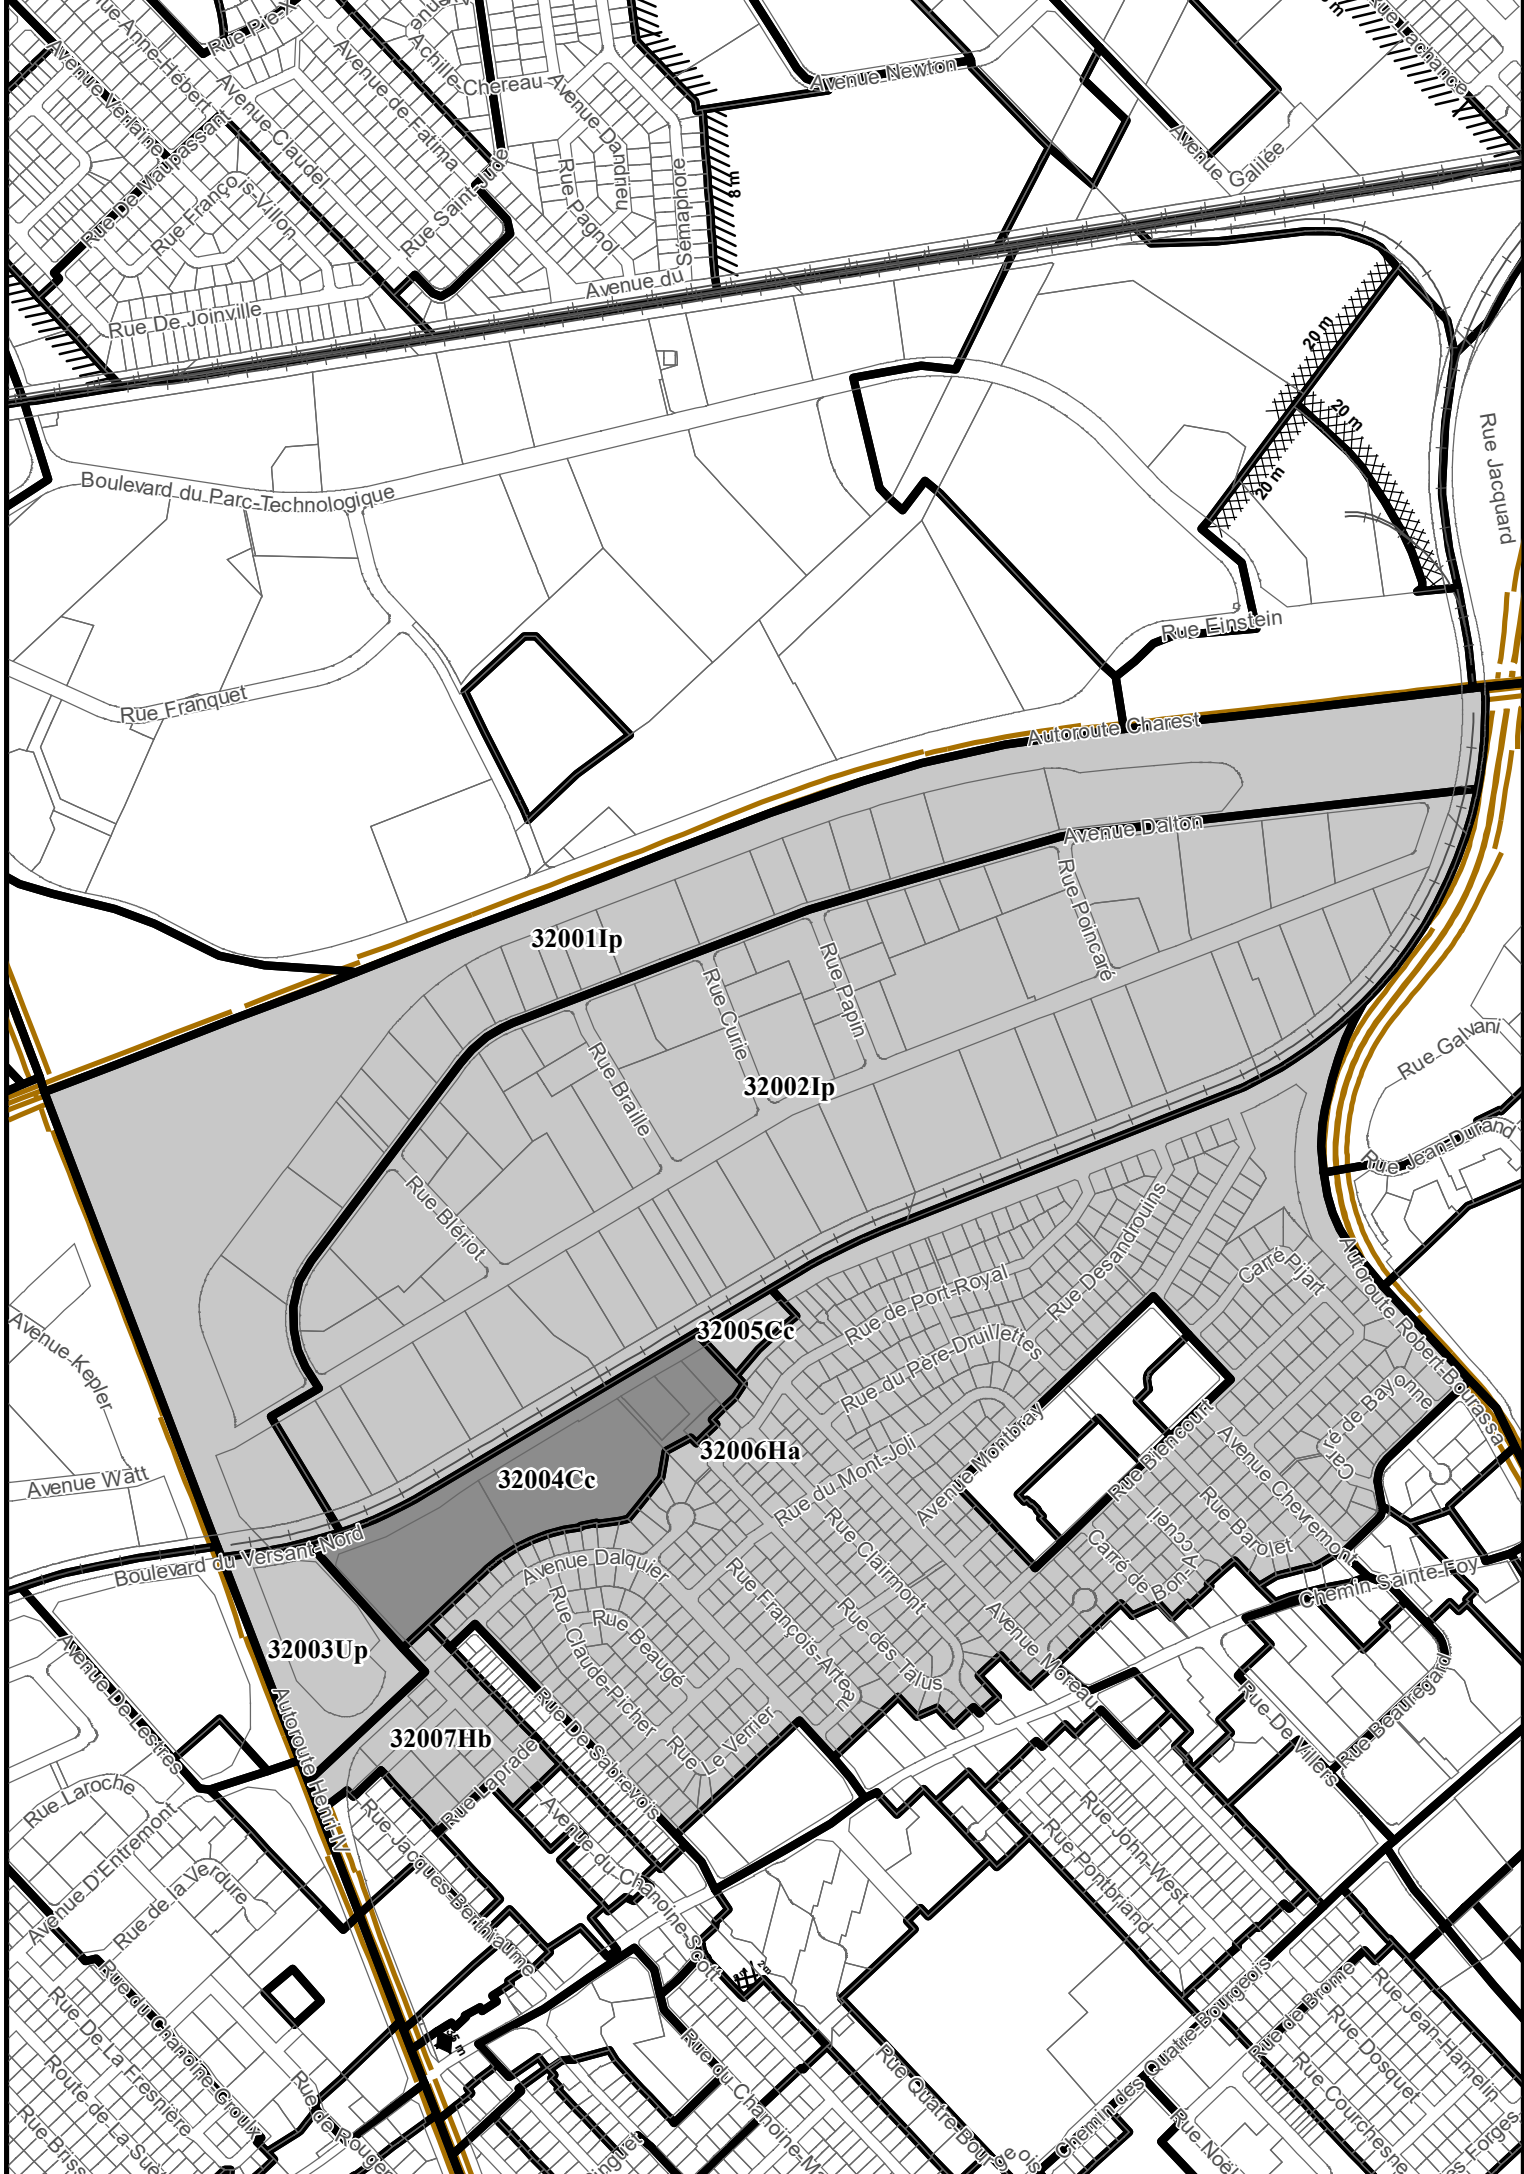 Rue Pie-X
Avenue Anne-Hébert
Avenue Verlaine
Avenue Claudel
Avenue de Fatima
Achille-Chereau
Avenue Dandrieu
Avenue Newton
Rue Lachance
Avenue Galilée
Rue De Maupassant
Rue François-Villon
Rue Saint-Jude
Rue Pagnol
8 m
Avenue du Sémaphore
Rue De Joinville
20 m
20 m
20 m
Rue Jacquard
Boulevard du Parc-Technologique
Rue Einstein
Rue Franquet
Autoroute Charest
Avenue Dalton
Rue Poincaré
32001Ip
Rue Papin
Rue Curie
Rue Braille
32002Ip
Rue Galvani
Rue Jean-Durand
Rue Blériot
Rue Desandrouins
Carré Pijart
Autoroute Robert-Bourassa
Rue de Port-Royal
Avenue Kepler
32005Cc
Rue du Père-Druillettes
Carré de Bayonne
32006Ha
Avenue Montbray
Rue Biencourt
Rue du Mont-Joli
Avenue Chevremont
Avenue Watt
32004Cc
Rue Barolet
Rue Clairmont
Carré de Bon-Accueil
Boulevard du Versant-Nord
Avenue Dalquier
Chemin Sainte-Foy
Rue François-Arteau
Rue des Talus
Avenue Moreau
Rue Beaugé
Rue Claude-Picher
32003Up
Avenue De Lestres
Rue De Villers
Rue Beauregard
Autoroute Henri-IV
32007Hb
Rue De Sabrevois
Rue Le Verrier
Rue Laprade
Rue Laroche
Avenue D'Entremont
Rue de la Verdure
Rue Jacques-Berthiaume
Avenue du Chanoine-Scott
Rue John-West
Rue Pontbriand
Rue du Chanoine-Groulx
Rue De La Fresnière
Rue du Chanoine-M
Chemin des Quatre-Bourgeois
Rue de Brome
Rue Jean-Hamelin
Rue Dosquet
Rue Courchesne
Rue Noël